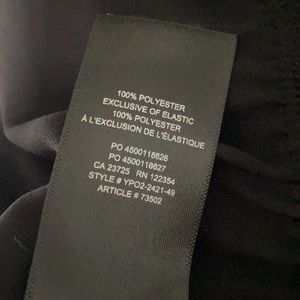 100% POLYESTER
EXCLUSIVE OF ELASTIC
100% POLYESTER
À L'EXCLUSION DE L'ÉLASTIQUE
PO 4500118626
PO 4500118627
CA 23725 RN 122354
STYLE # YPO2-2421-49
ARTICLE # 73502